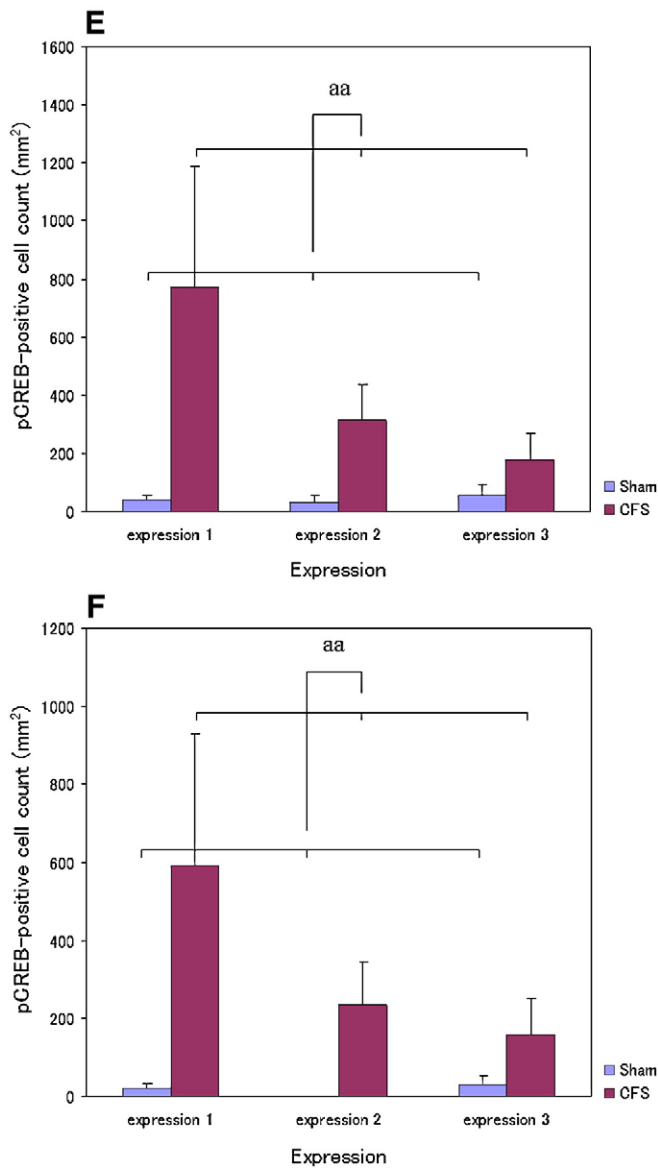 E
1600
1400
1200
1000
800
600
400
200
0
pCREB-positive cell count (mm²)
aa
expression 1 expression 2 expression 3
Expression
Sham
CFS
F
1200
1000
800
600
400
200
0
pCREB-positive cell count (mm²)
aa
expression 1 expression 2 expression 3
Expression
Sham
CFS